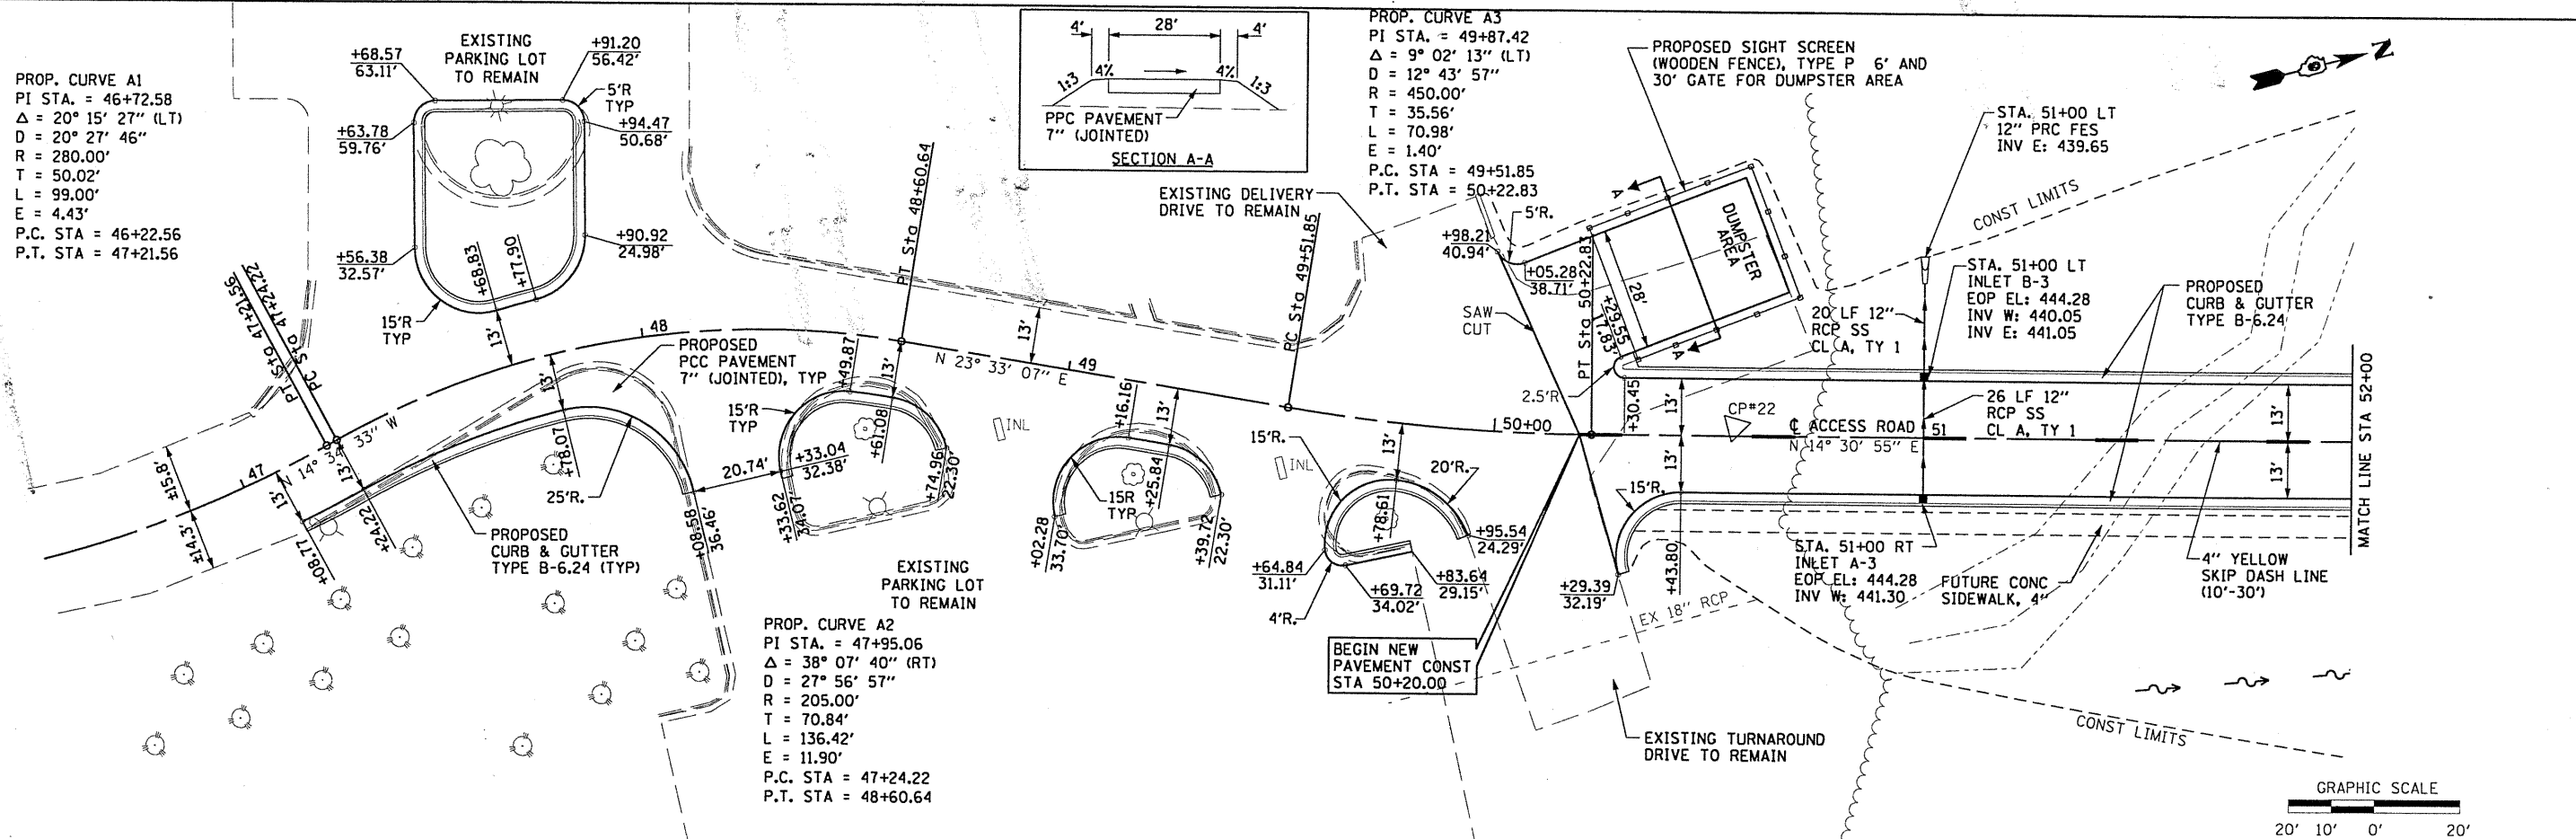 PROP. CURVE A1
PI STA. = 46+72.58
Δ = 20° 15' 27" (LT)
D = 20° 27' 46"
R = 280.00'
T = 50.02'
L = 99.00'
E = 4.43'
P.C. STA = 46+22.56
P.T. STA = 47+21.56
EXISTING
PARKING LOT
TO REMAIN
+68.57
63.11'
+91.20
56.42'
5'R
TYP
+63.78
59.76'
+94.47
50.68'
+56.38
32.57'
+90.92
24.98'
+68.83
+77.90
15'R
TYP
13'
PT Sta 47+21.56
PC Sta 47+24.22
47
N 14° 34' 33" W
±15.8'
±14.3'
13'
13'
+08.77
+24.22
48
13'
+78.07
25'R.
PROPOSED
PCC PAVEMENT
7" (JOINTED), TYP
PROPOSED
CURB & GUTTER
TYPE B-6.24 (TYP)
20.74'
+08.58
36.46'
PT Sta 48+60.64
+49.87
13'
15'R
TYP
+33.04
32.38'
+61.08
+33.62
34.07'
+74.96
22.30'
INL
EXISTING
PARKING LOT
TO REMAIN
PROP. CURVE A2
PI STA. = 47+95.06
Δ = 38° 07' 40" (RT)
D = 27° 56' 57"
R = 205.00'
T = 70.84'
L = 136.42'
E = 11.90'
P.C. STA = 47+24.22
P.T. STA = 48+60.64
4'
28'
4'
4%
4%
1:3
1:3
PPC PAVEMENT
7" (JOINTED)
SECTION A-A
13'
N 23° 33' 07" E
49
+16.16
13'
15R
TYP
+25.84
+02.28
33.70'
+39.72
22.30'
INL
PROP. CURVE A3
PI STA. = 49+87.42
Δ = 9° 02' 13" (LT)
D = 12° 43' 57"
R = 450.00'
T = 35.56'
L = 70.98'
E = 1.40'
P.C. STA = 49+51.85
P.T. STA = 50+22.83
EXISTING DELIVERY
DRIVE TO REMAIN
PC Sta 49+51.85
13'
15'R.
20'R.
+78.61
+64.84
31.11'
4'R.
+69.72
34.02'
+83.64
29.15'
+95.54
24.29'
50+00
BEGIN NEW
PAVEMENT CONST
STA 50+20.00
PROPOSED SIGHT SCREEN
(WOODEN FENCE), TYPE P 6' AND
30' GATE FOR DUMPSTER AREA
A
5'R.
+98.21
40.94'
+05.28
38.71'
SAW
CUT
PT Sta 50+22.83
28'
+29.55
17.83'
DUMPSTER
AREA
A
2.5'R
+30.45
13'
13'
CP#22
℄ ACCESS ROAD
N 14° 30' 55" E
51
15'R.
+29.39
32.19'
+43.80
EX 18" RCP
EXISTING TURNAROUND
DRIVE TO REMAIN
N
STA. 51+00 LT
12" PRC FES
INV E: 439.65
CONST LIMITS
STA. 51+00 LT
INLET B-3
EOP EL: 444.28
INV W: 440.05
INV E: 441.05
20 LF 12"
RCP SS
CL A, TY 1
PROPOSED
CURB & GUTTER
TYPE B-6.24
26 LF 12"
RCP SS
CL A, TY 1
13'
13'
MATCH LINE STA 52+00
STA. 51+00 RT
INLET A-3
EOP EL: 444.28
INV W: 441.30
FUTURE CONC
SIDEWALK, 4"
4" YELLOW
SKIP DASH LINE
(10'-30')
CONST LIMITS
GRAPHIC SCALE
20' 10' 0' 20'